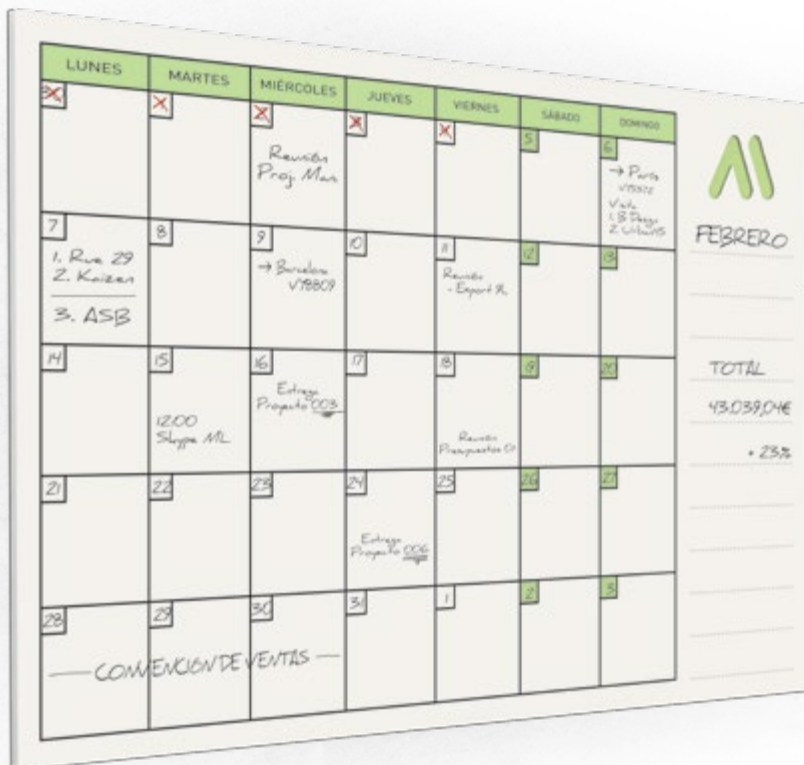 LUNES MARTES MIÉRCOLES JUEVES VIERNES SÁBADO DOMINGO
5 6
Reunión
Proj. Man
→ París
Visita
7 8 9 10 11 12 13
1. Rue 29
2. Kaizen
3. ASB
→ Barcelona
VY8809
Reunión
- Export
14 15 16 17 18 19 20
12:00
Skype ML
Entrega
Proyecto 003
Reunión
Presupuestos
21 22 23 24 25 26 27
Entrega
Proyecto 006
28 29 30 31 1 2 3
CONVENCIÓN DE VENTAS
FEBRERO
TOTAL
43.039,04€
+ 23%